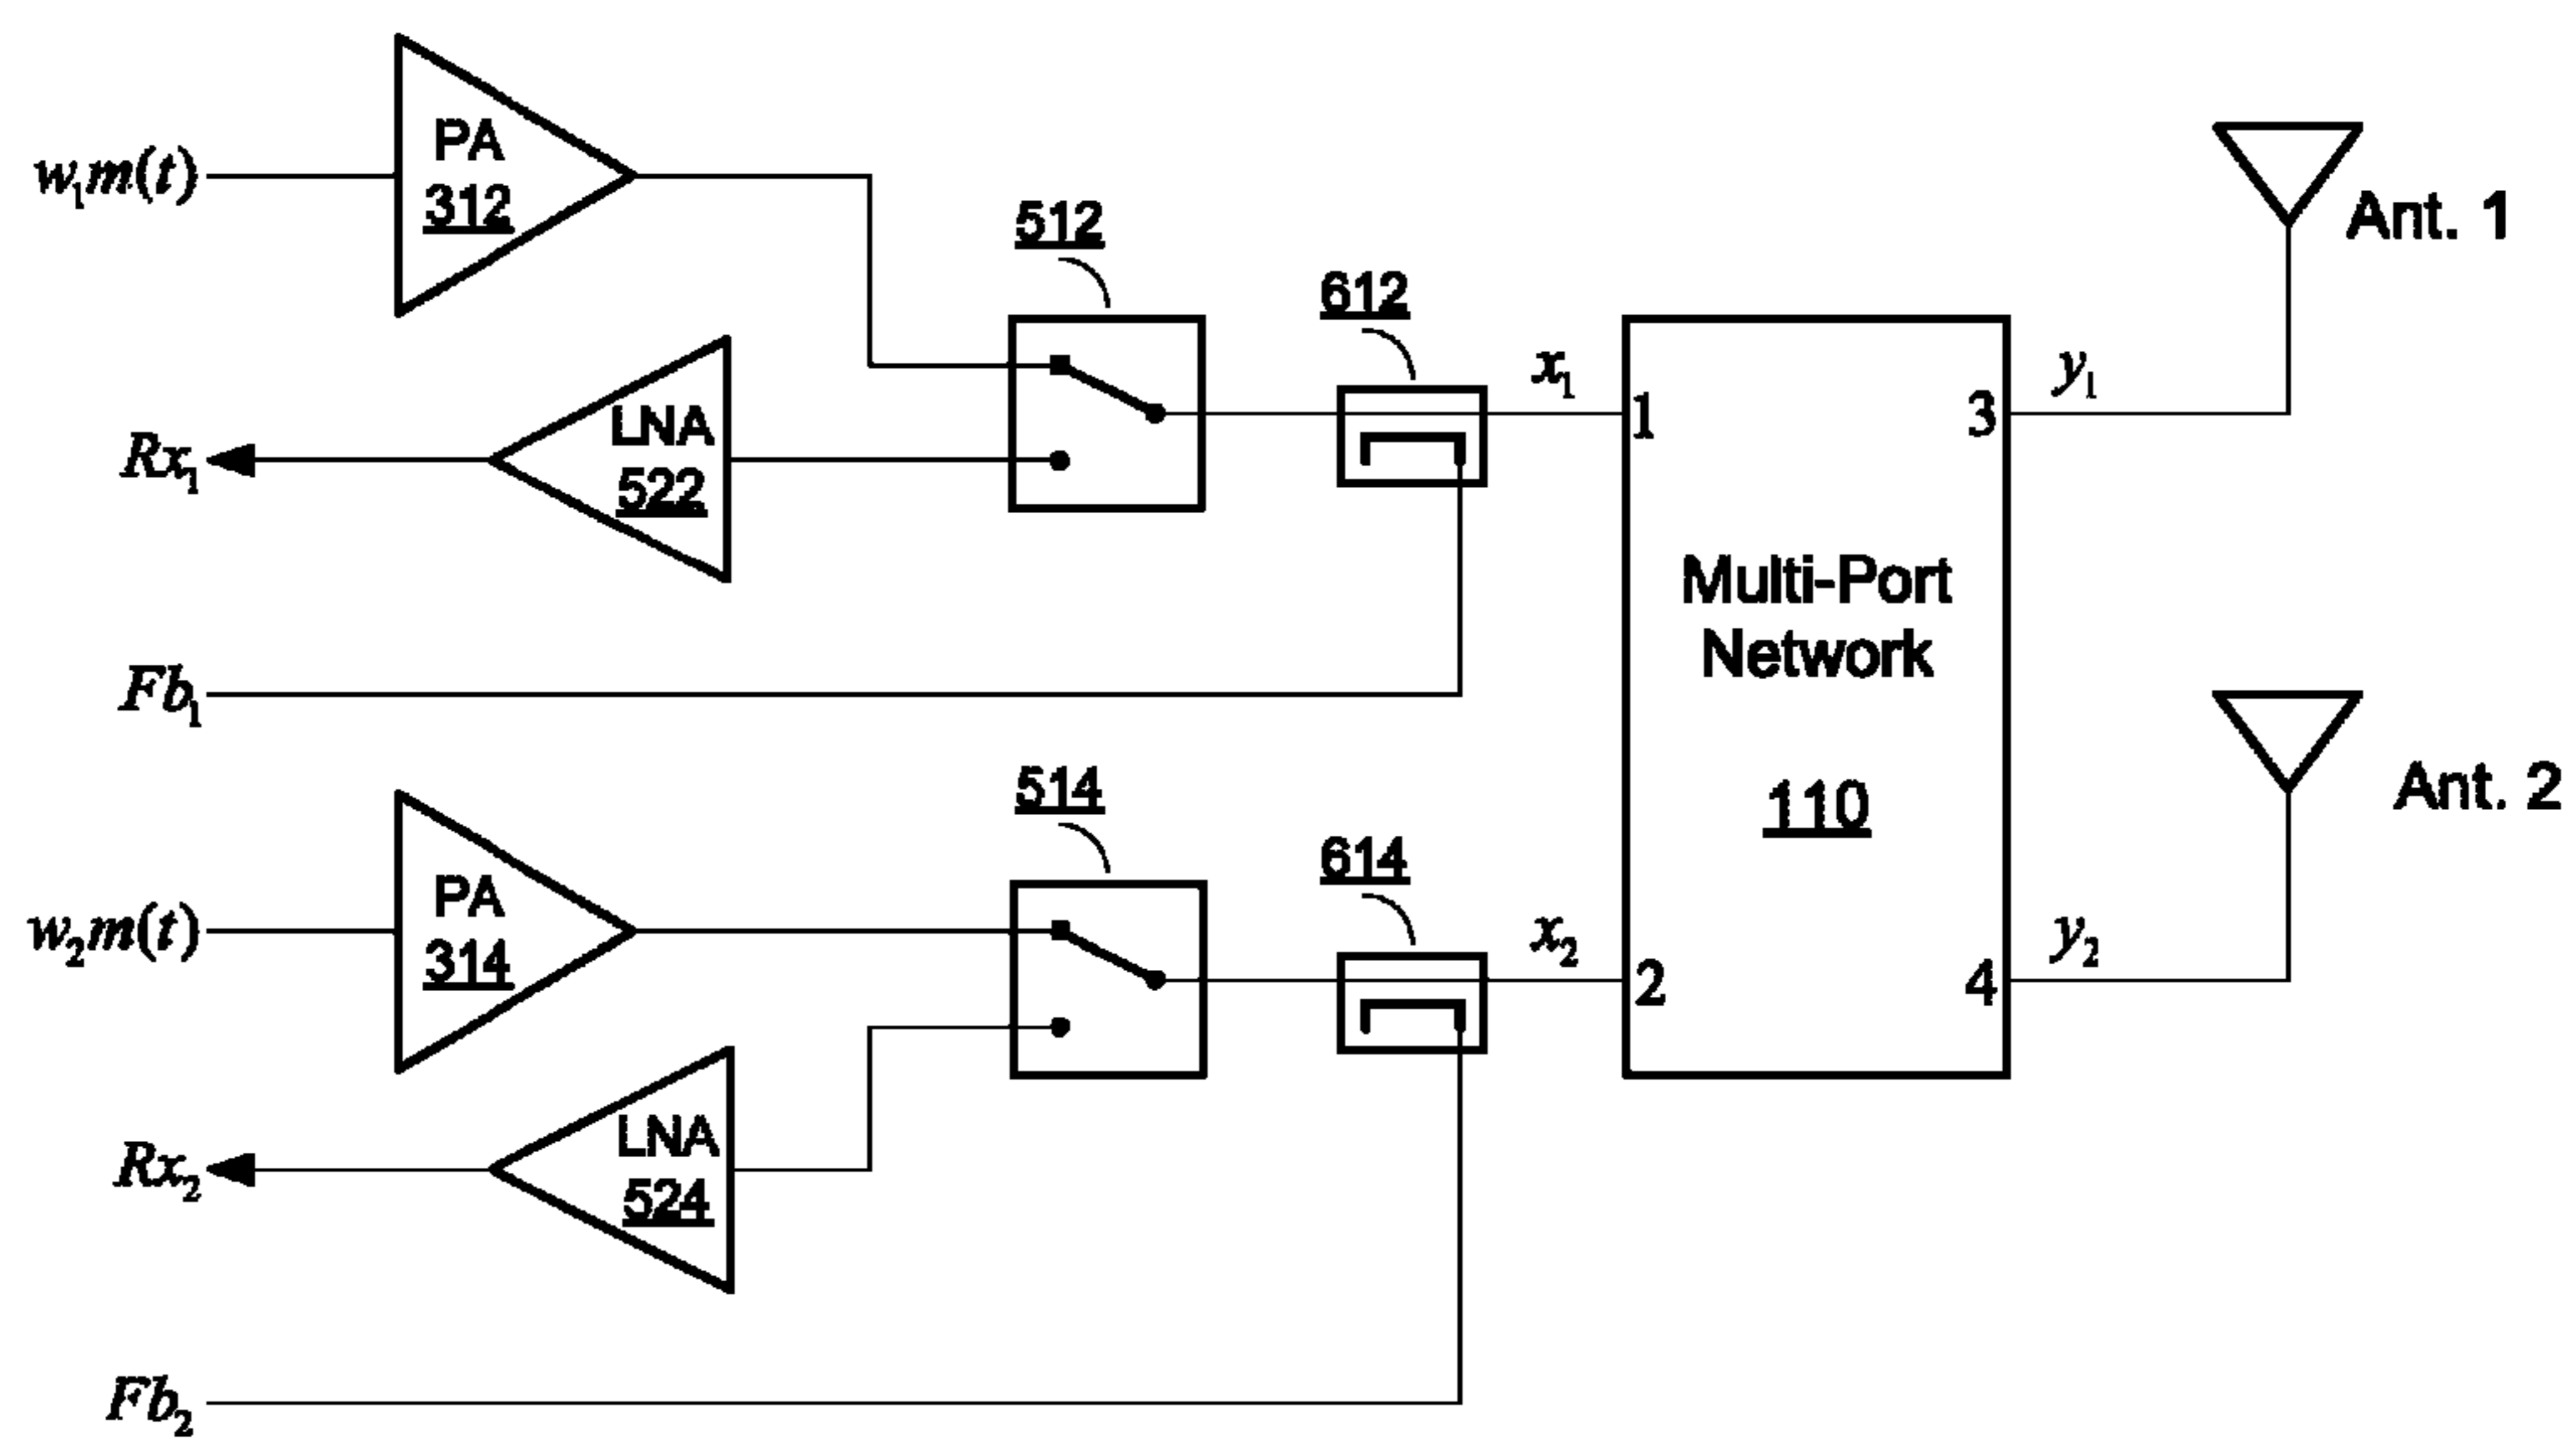 w₁m(t)
PA
312
512
612
Ant. 1
Rx₁
LNA
522
x₁
1
3
y₁
Multi-Port
Network
110
Fb₁
w₂m(t)
PA
314
514
614
Ant. 2
x₂
2
4
y₂
Rx₂
LNA
524
Fb₂